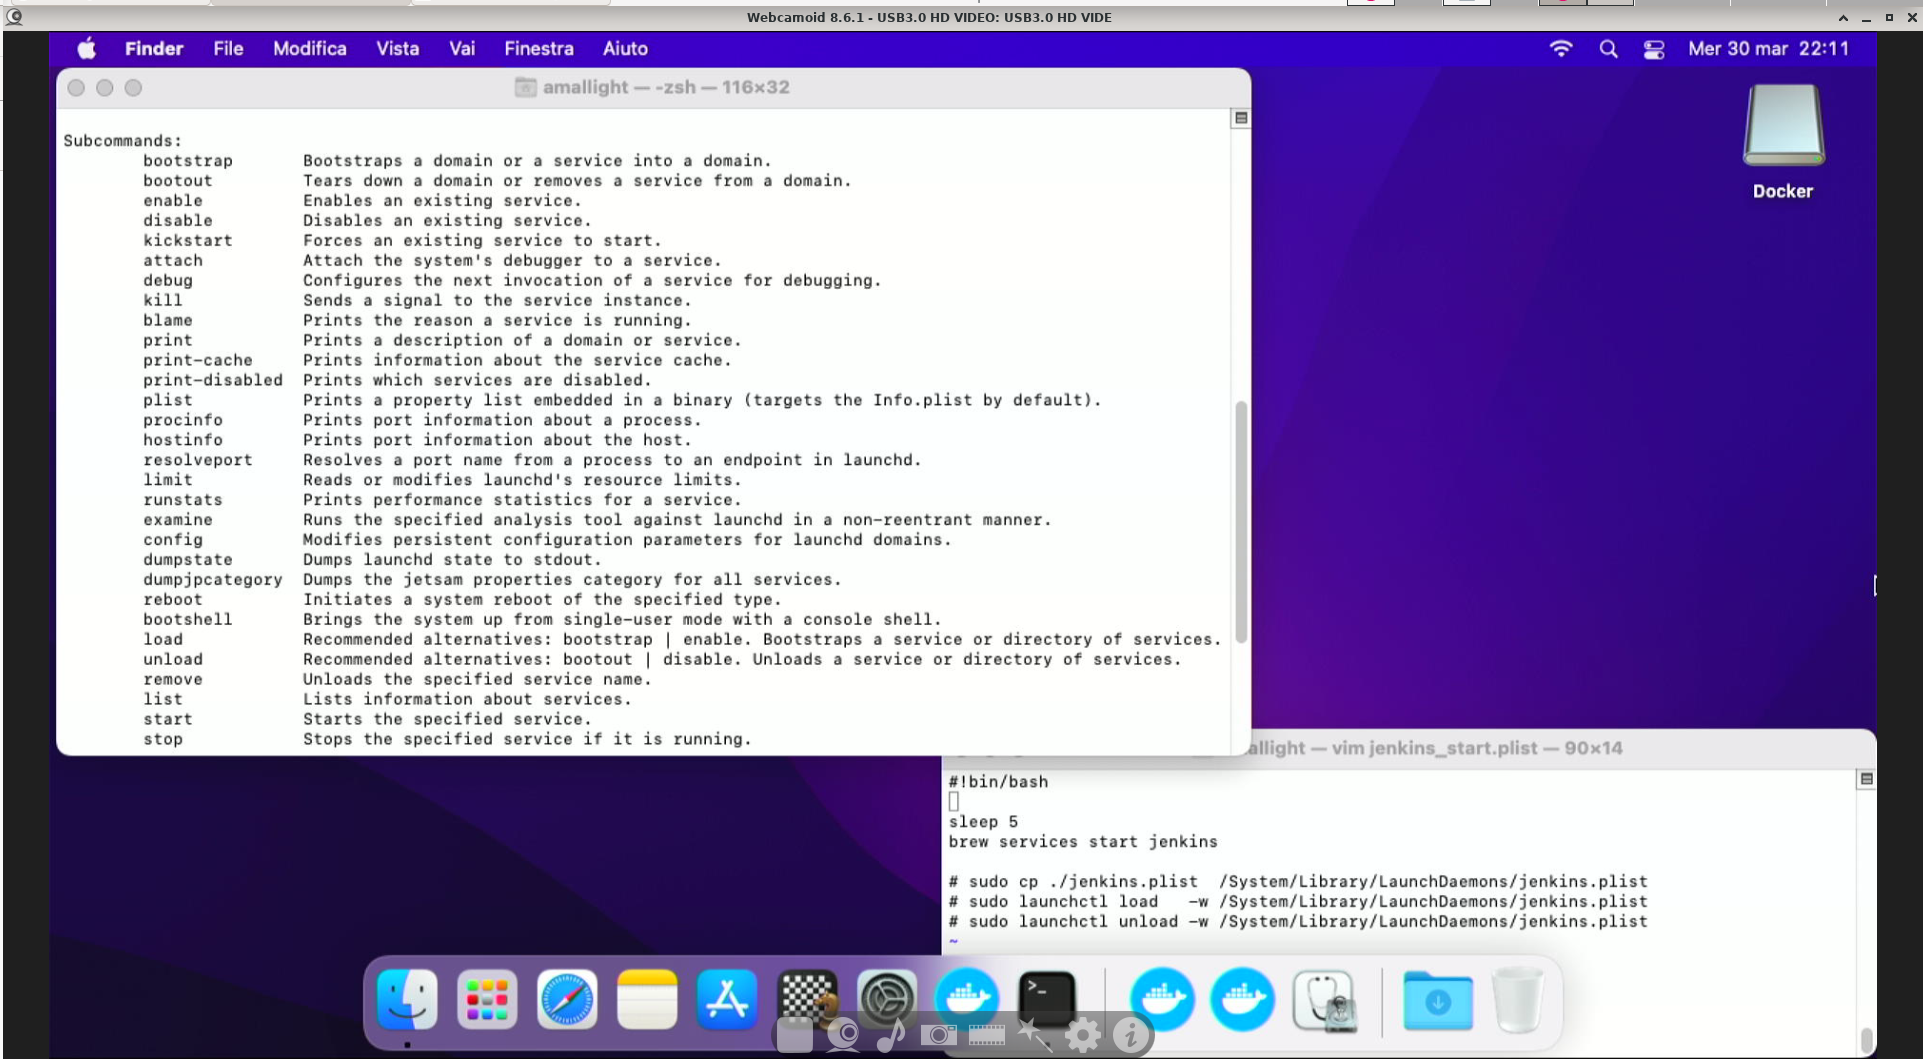 Webcamoid 8.6.1 - USB3.0 HD VIDEO: USB3.0 HD VIDE
Finder File Modifica Vista Vai Finestra Aiuto Mer 30 mar 22:11
amallight — -zsh — 116×32
Subcommands:
bootstrap Bootstraps a domain or a service into a domain.
bootout Tears down a domain or removes a service from a domain.
enable Enables an existing service.
disable Disables an existing service.
kickstart Forces an existing service to start.
attach Attach the system's debugger to a service.
debug Configures the next invocation of a service for debugging.
kill Sends a signal to the service instance.
blame Prints the reason a service is running.
print Prints a description of a domain or service.
print-cache Prints information about the service cache.
print-disabled Prints which services are disabled.
plist Prints a property list embedded in a binary (targets the Info.plist by default).
procinfo Prints port information about a process.
hostinfo Prints port information about the host.
resolveport Resolves a port name from a process to an endpoint in launchd.
limit Reads or modifies launchd's resource limits.
runstats Prints performance statistics for a service.
examine Runs the specified analysis tool against launchd in a non-reentrant manner.
config Modifies persistent configuration parameters for launchd domains.
dumpstate Dumps launchd state to stdout.
dumpjpcategory Dumps the jetsam properties category for all services.
reboot Initiates a system reboot of the specified type.
bootshell Brings the system up from single-user mode with a console shell.
load Recommended alternatives: bootstrap | enable. Bootstraps a service or directory of services.
unload Recommended alternatives: bootout | disable. Unloads a service or directory of services.
remove Unloads the specified service name.
list Lists information about services.
start Starts the specified service.
stop Stops the specified service if it is running.
Docker
allight — vim jenkins_start.plist — 90×14
#!bin/bash
sleep 5
brew services start jenkins
# sudo cp ./jenkins.plist /System/Library/LaunchDaemons/jenkins.plist
# sudo launchctl load -w /System/Library/LaunchDaemons/jenkins.plist
# sudo launchctl unload -w /System/Library/LaunchDaemons/jenkins.plist
~